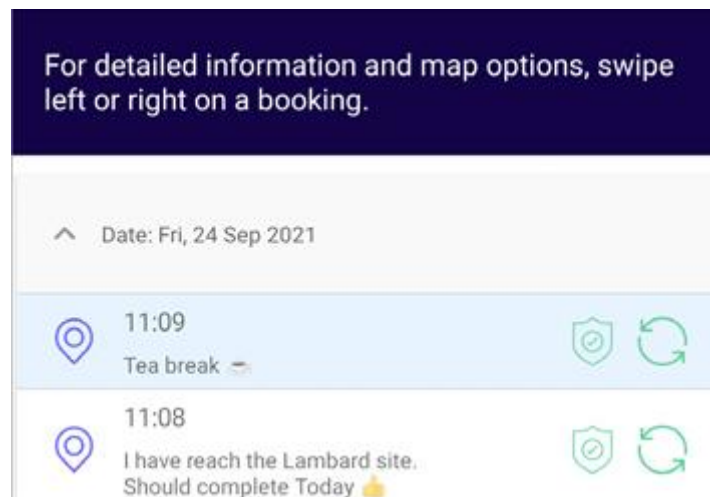 For detailed information and map options, swipe
left or right on a booking.
Date: Fri, 24 Sep 2021
11:09
Tea break ☕
11:08
I have reach the Lambard site.
Should complete Today 👍